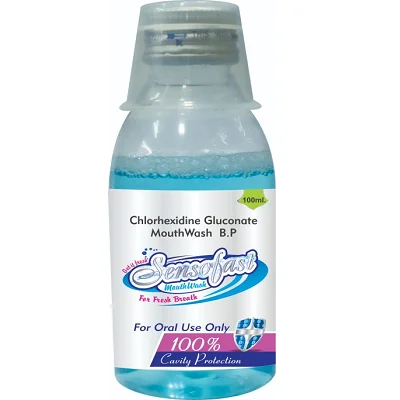 100ml.
Chlorhexidine Gluconate
MouthWash B.P
Sensofast
MouthWash
For Fresh Breath
For Oral Use Only
100%
Cavity Protection